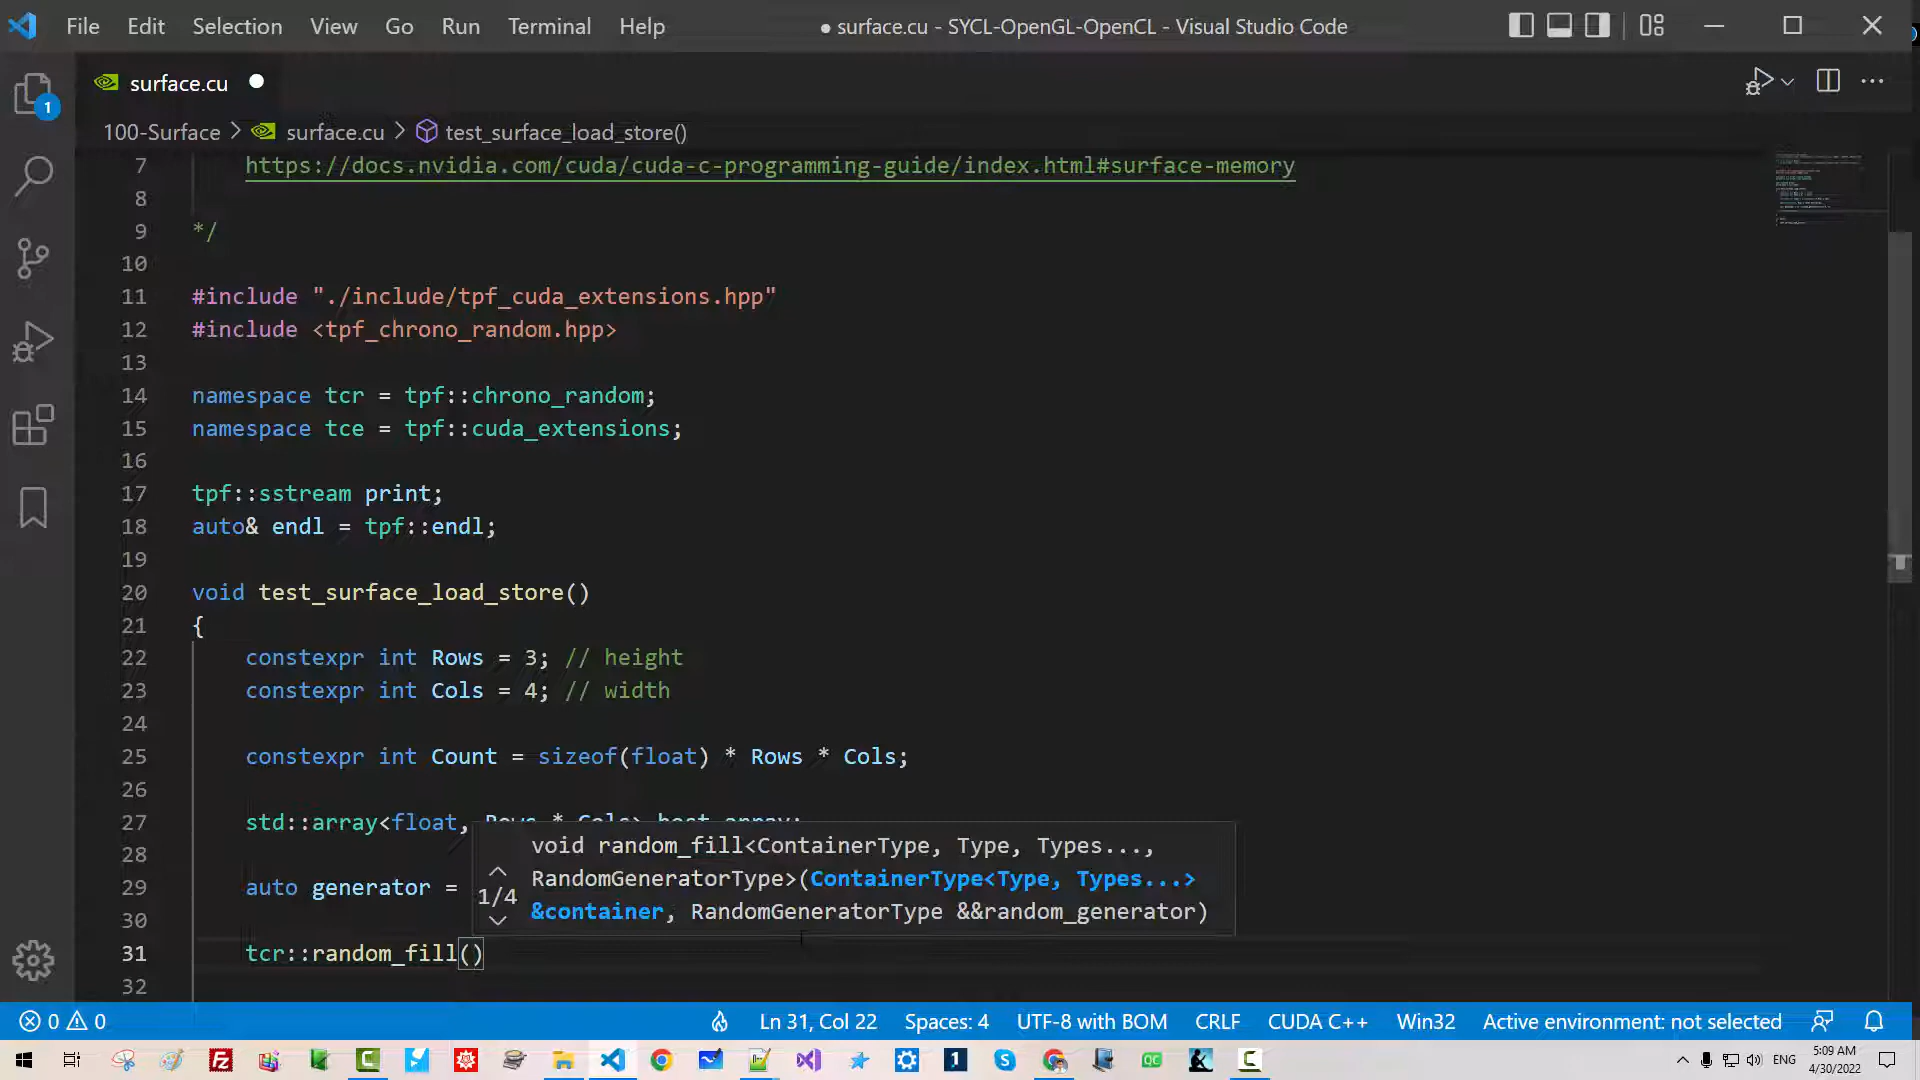 File Edit Selection View Go Run Terminal Help
● surface.cu - SYCL-OpenGL-OpenCL - Visual Studio Code
surface.cu
1
100-Surface > surface.cu > test_surface_load_store()
7 https://docs.nvidia.com/cuda/cuda-c-programming-guide/index.html#surface-memory
8
9 */
10
11 #include "./include/tpf_cuda_extensions.hpp"
12 #include <tpf_chrono_random.hpp>
13
14 namespace tcr = tpf::chrono_random;
15 namespace tce = tpf::cuda_extensions;
16
17 tpf::sstream print;
18 auto& endl = tpf::endl;
19
20 void test_surface_load_store()
21 {
22 constexpr int Rows = 3; // height
23 constexpr int Cols = 4; // width
24
25 constexpr int Count = sizeof(float) * Rows * Cols;
26
27 std::array<float, Rows * Cols> host_array;
28
29 auto generator =
30
31 tcr::random_fill()
32
void random_fill<ContainerType, Type, Types...,
1/4 RandomGeneratorType>(ContainerType<Type, Types...>
&container, RandomGeneratorType &&random_generator)
0 0 Ln 31, Col 22 Spaces: 4 UTF-8 with BOM CRLF CUDA C++ Win32 Active environment: not selected
ENG 5:09 AM
4/30/2022